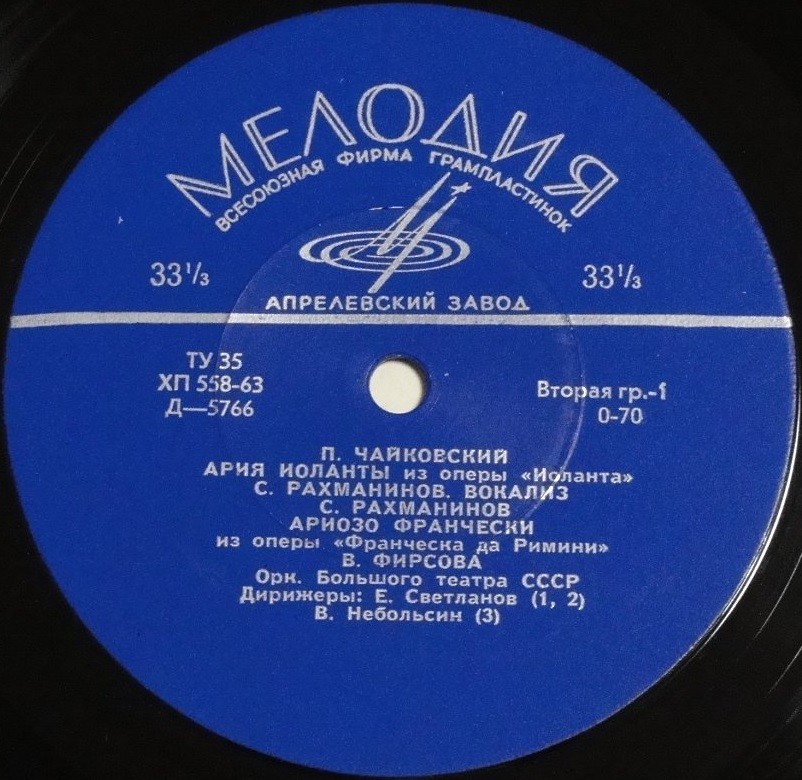 МЕЛОДИЯ
ВСЕСОЮЗНАЯ ФИРМА ГРАМПЛАСТИНОК
33⅓ 33⅓
АПРЕЛЕВСКИЙ ЗАВОД
ТУ 35
ХП 558-63
Д—5766
Вторая гр.-1
0-70
П. ЧАЙКОВСКИЙ
АРИЯ ИОЛАНТЫ из оперы «Иоланта»
С. РАХМАНИНОВ. ВОКАЛИЗ
С. РАХМАНИНОВ
АРИОЗО ФРАНЧЕСКИ
из оперы «Франческа да Римини»
В. ФИРСОВА
Орк. Большого театра СССР
Дирижеры: Е. Светланов (1, 2)
В. Небольсин (3)